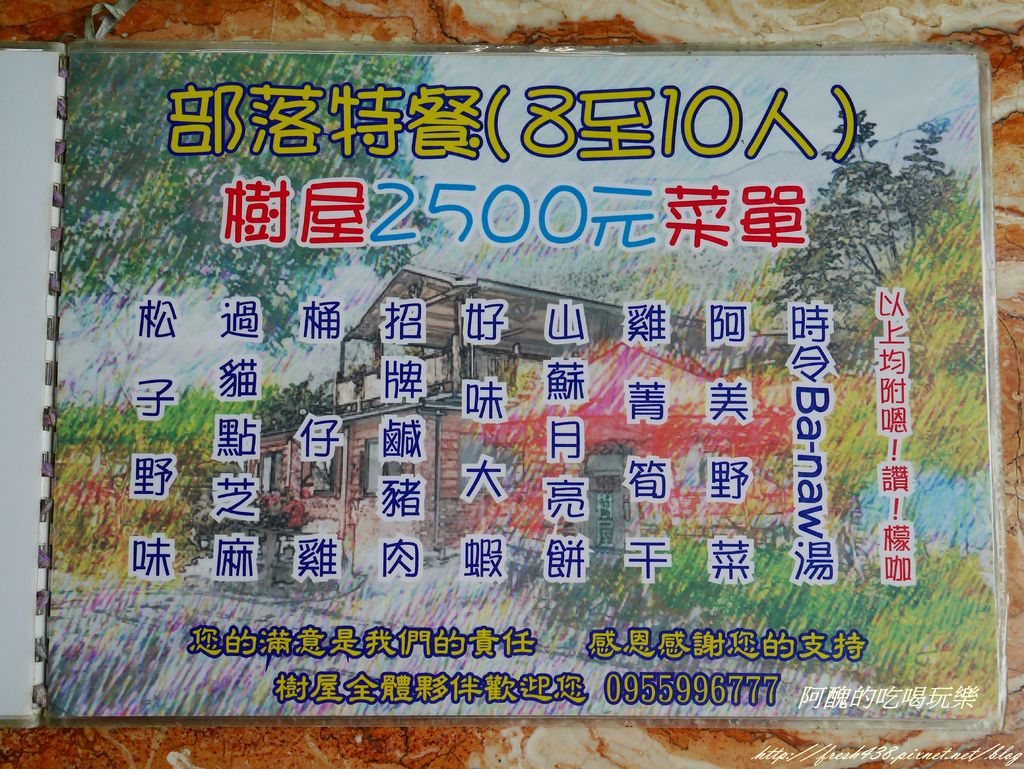 部落特餐(8至10人)
樹屋2500元菜單
松子野味
過貓點芝麻
桶仔雞
招牌鹹豬肉
好味大蝦
山蘇月亮餅
雞菁筍干
阿美野菜
時令Ba-naw湯
以上均附嗯！讚！檬咖
您的滿意是我們的責任 感恩感謝您的支持
樹屋全體夥伴歡迎您 0955996777
阿醜的吃喝玩樂
http://fresh438.pixnet.net/blog